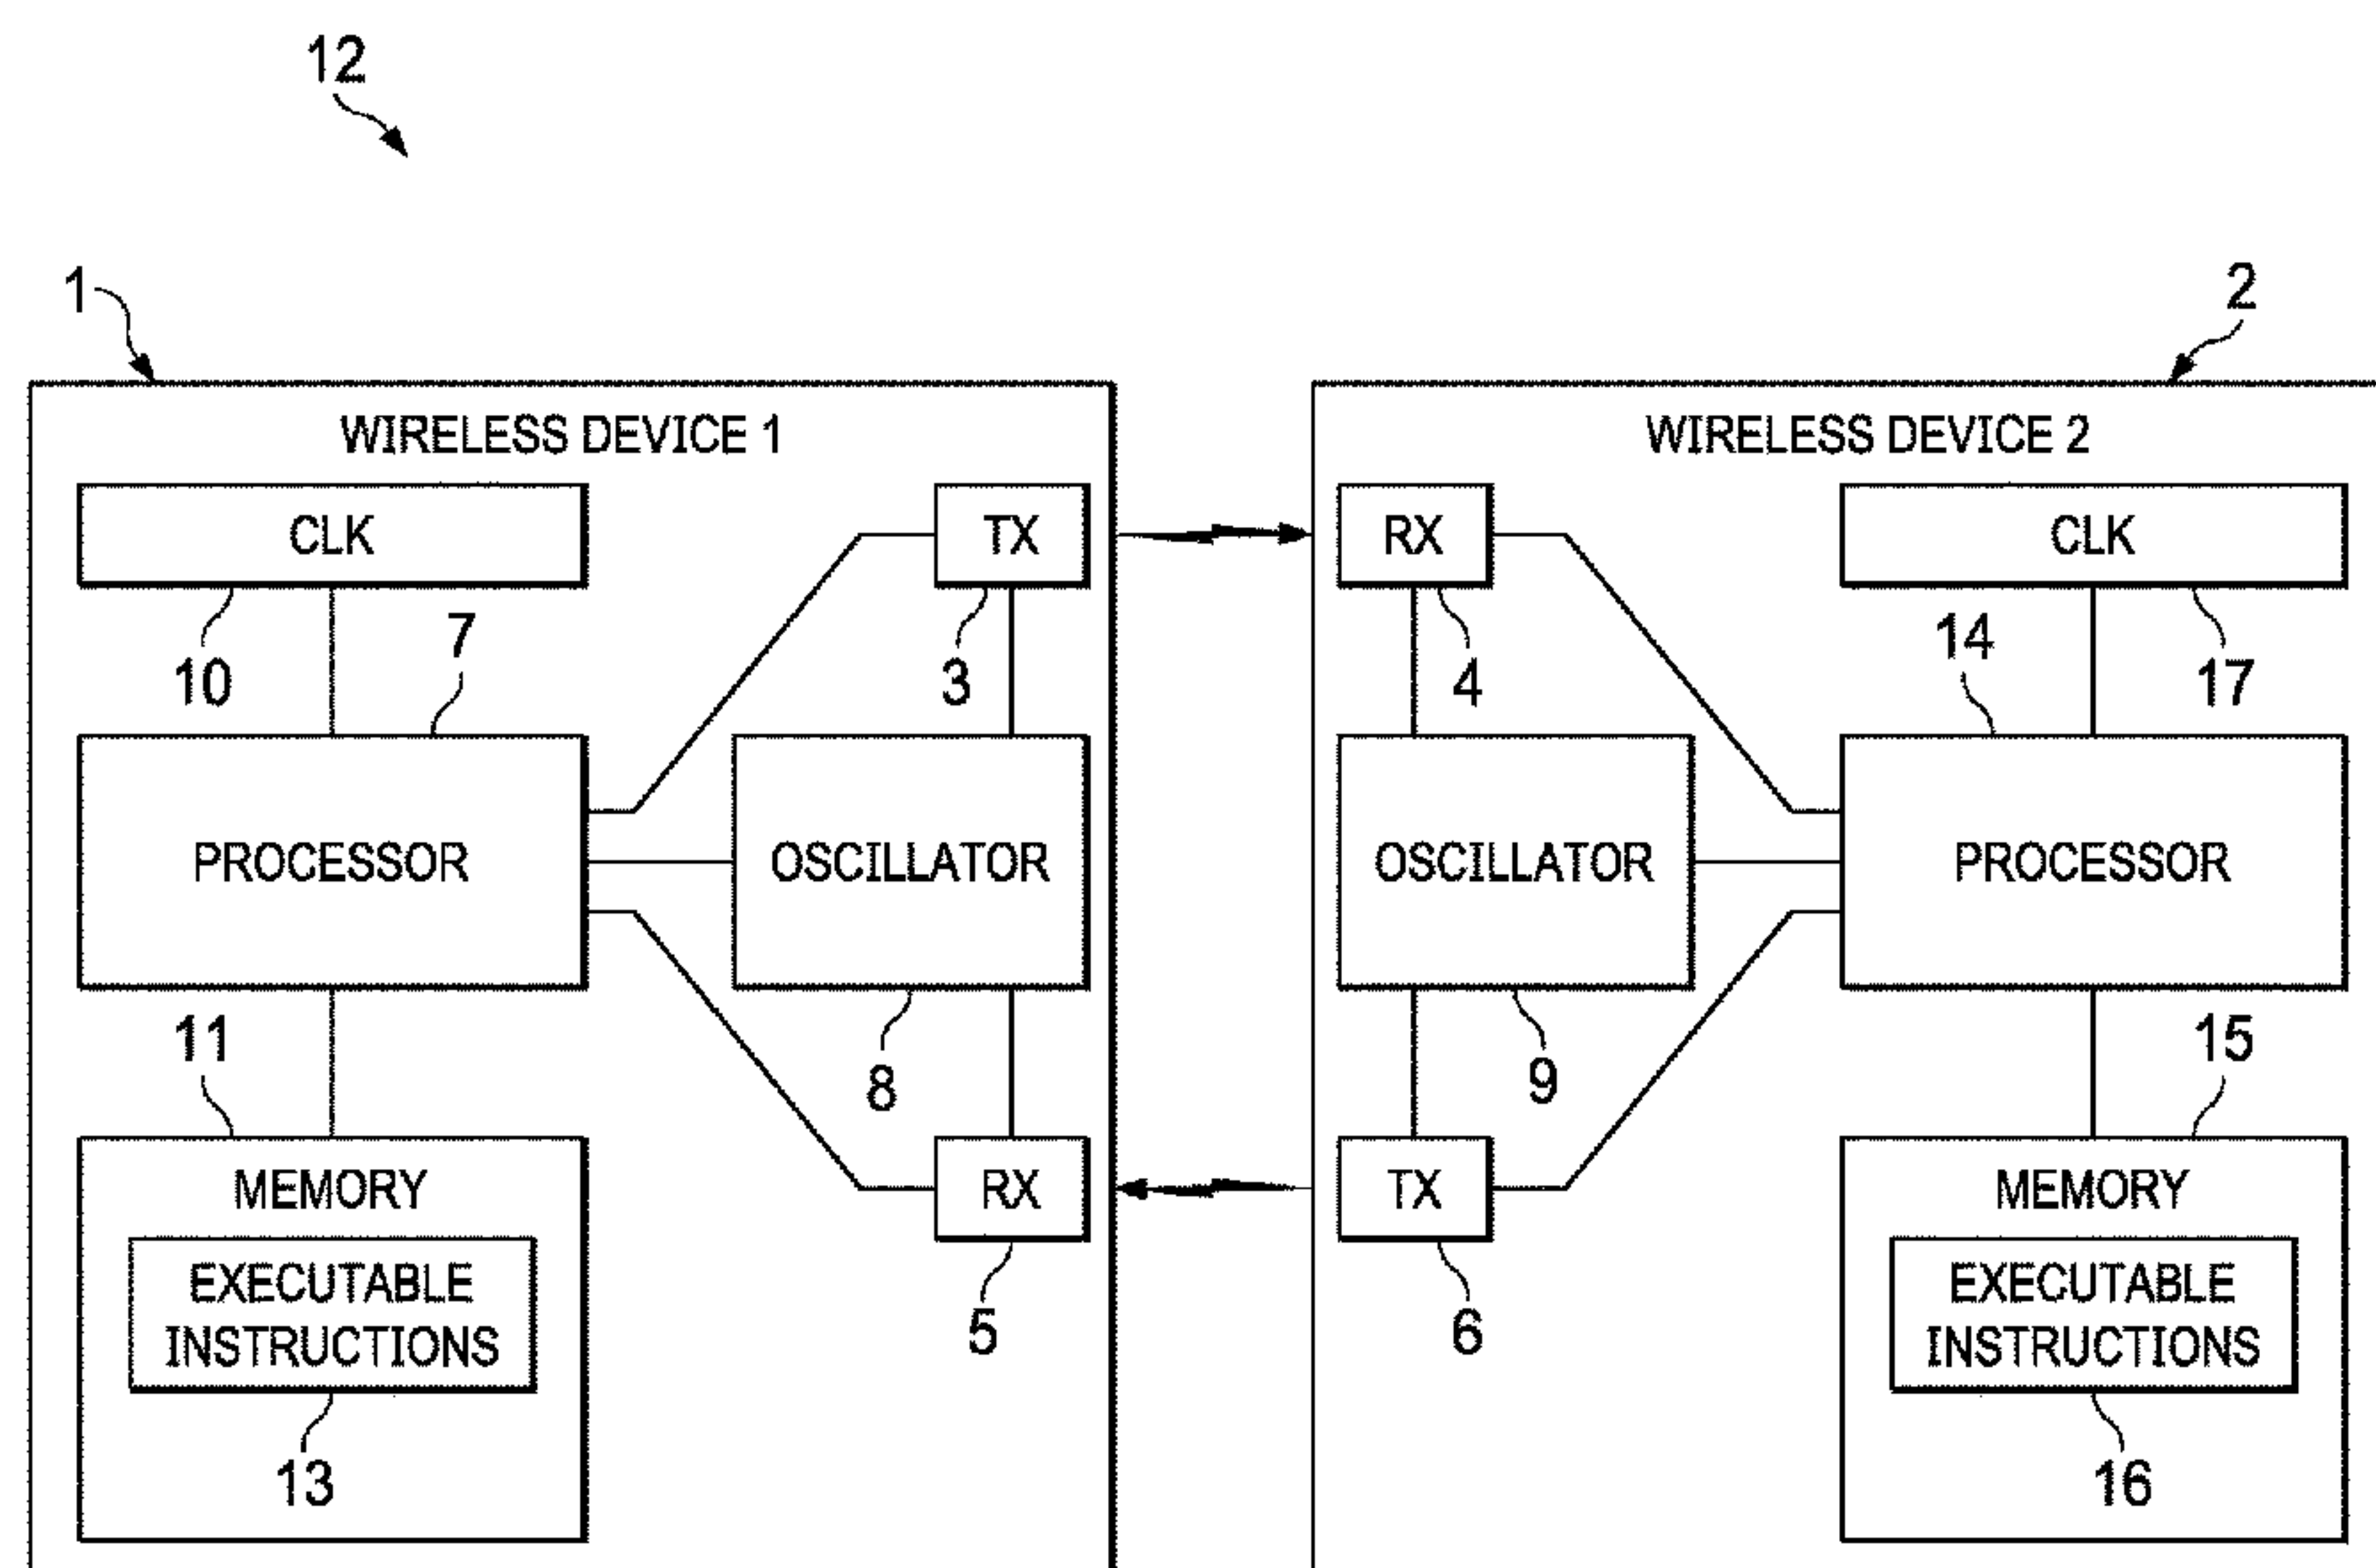 12
1
2
WIRELESS DEVICE 1
WIRELESS DEVICE 2
CLK
TX
RX
CLK
10
7
3
4
14
17
PROCESSOR
OSCILLATOR
OSCILLATOR
PROCESSOR
11
8
9
15
MEMORY
RX
TX
MEMORY
EXECUTABLE
INSTRUCTIONS
EXECUTABLE
INSTRUCTIONS
5
6
13
16